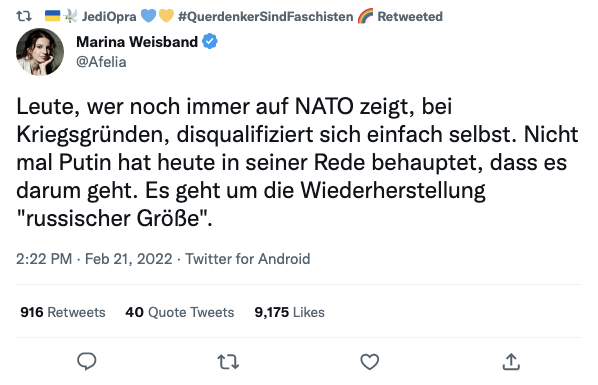 JediOpra 💙💛 #QuerdenkerSindFaschisten 🌈 Retweeted
Marina Weisband
@Afelia
Leute, wer noch immer auf NATO zeigt, bei
Kriegsgründen, disqualifiziert sich einfach selbst. Nicht
mal Putin hat heute in seiner Rede behauptet, dass es
darum geht. Es geht um die Wiederherstellung
"russischer Größe".
2:22 PM · Feb 21, 2022 · Twitter for Android
916 Retweets 40 Quote Tweets 9,175 Likes